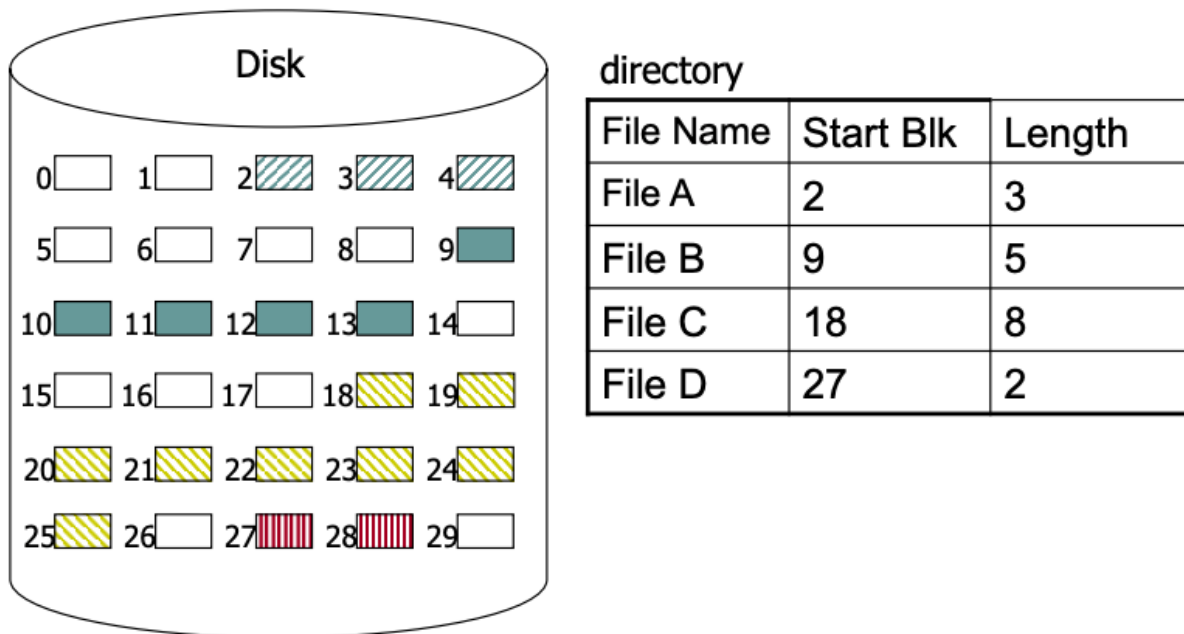 Disk
0 1 2 3 4
5 6 7 8 9
10 11 12 13 14
15 16 17 18 19
20 21 22 23 24
25 26 27 28 29
directory
File Name Start Blk Length
File A 2 3
File B 9 5
File C 18 8
File D 27 2